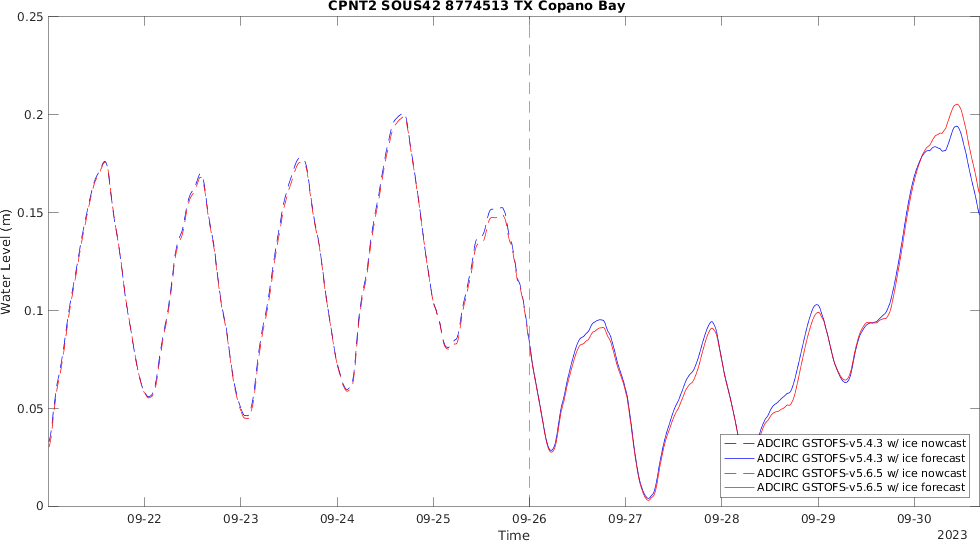 CPNT2 SOUS42 8774513 TX Copano Bay
0.25
0.2
0.15
0.1
0.05
0
Water Level (m)
ADCIRC GSTOFS-v5.4.3 w/ ice nowcast
ADCIRC GSTOFS-v5.4.3 w/ ice forecast
ADCIRC GSTOFS-v5.6.5 w/ ice nowcast
ADCIRC GSTOFS-v5.6.5 w/ ice forecast
09-22 09-23 09-24 09-25 09-26 09-27 09-28 09-29 09-30
Time
2023